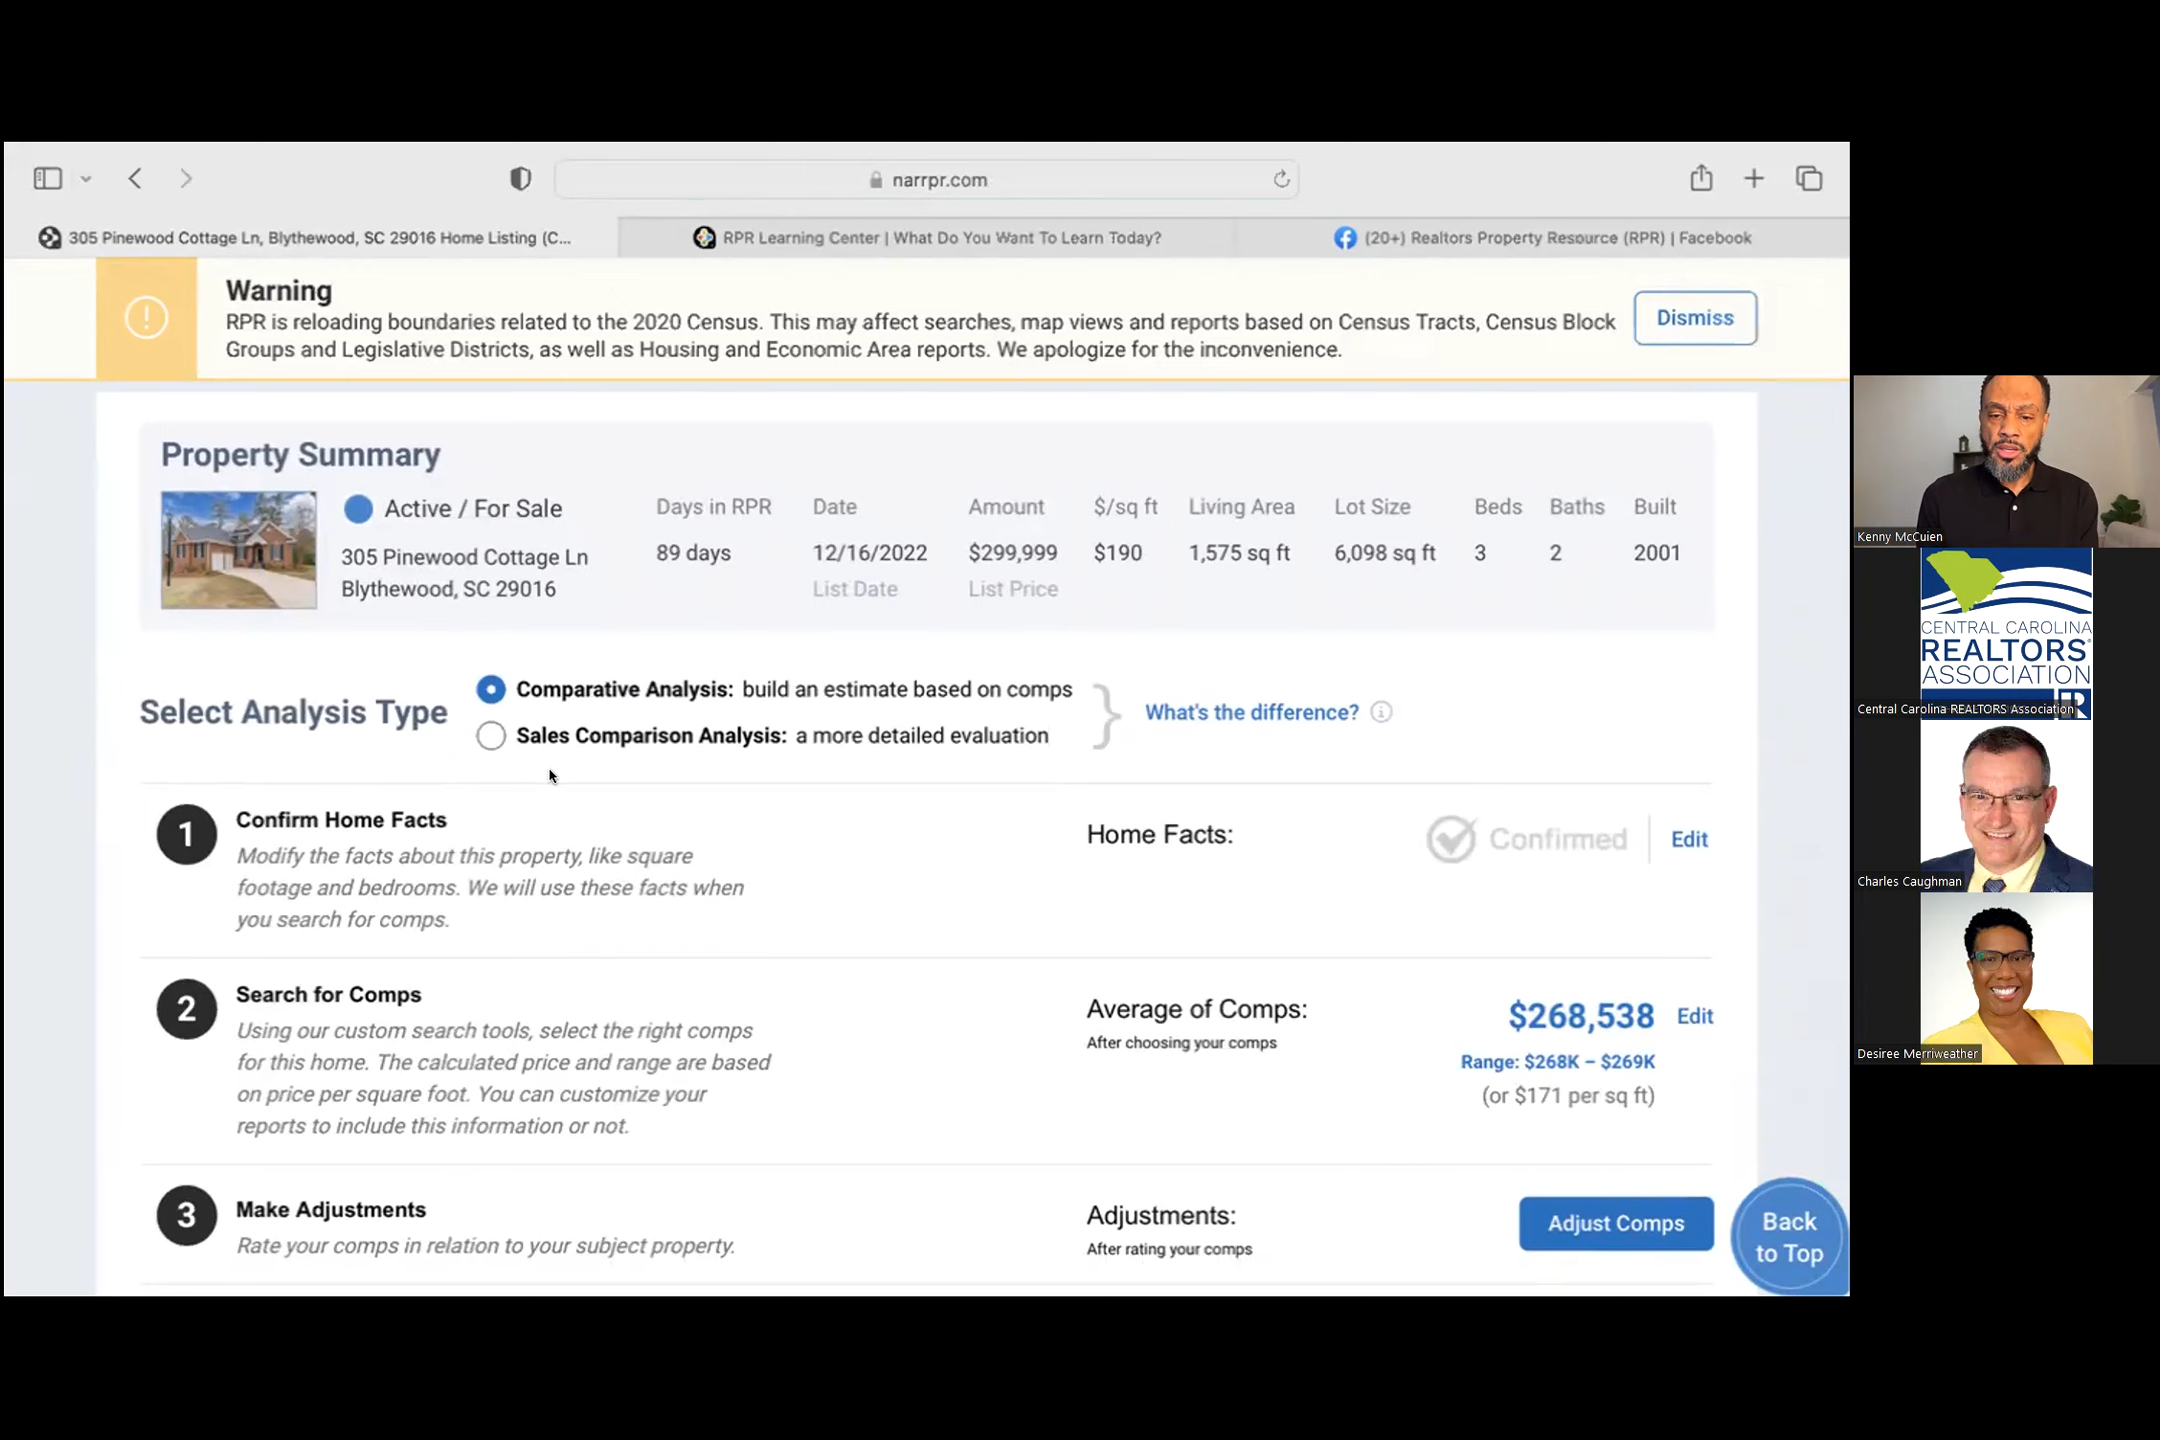 narrpr.com
305 Pinewood Cottage Ln, Blythewood, SC 29016 Home Listing (C...
RPR Learning Center | What Do You Want To Learn Today?
(20+) Realtors Property Resource (RPR) | Facebook
Warning
RPR is reloading boundaries related to the 2020 Census. This may affect searches, map views and reports based on Census Tracts, Census Block
Groups and Legislative Districts, as well as Housing and Economic Area reports. We apologize for the inconvenience.
Dismiss
Property Summary
Active / For Sale
305 Pinewood Cottage Ln
Blythewood, SC 29016
Days in RPR Date Amount $/sq ft Living Area Lot Size Beds Baths Built
89 days 12/16/2022 $299,999 $190 1,575 sq ft 6,098 sq ft 3 2 2001
List Date List Price
Select Analysis Type
Comparative Analysis: build an estimate based on comps
Sales Comparison Analysis: a more detailed evaluation
What's the difference?
1
Confirm Home Facts
Modify the facts about this property, like square
footage and bedrooms. We will use these facts when
you search for comps.
Home Facts:
Confirmed
Edit
2
Search for Comps
Using our custom search tools, select the right comps
for this home. The calculated price and range are based
on price per square foot. You can customize your
reports to include this information or not.
Average of Comps:
After choosing your comps
$268,538
Edit
Range: $268K – $269K
(or $171 per sq ft)
3
Make Adjustments
Rate your comps in relation to your subject property.
Adjustments:
After rating your comps
Adjust Comps
Back
to Top
Kenny McCuien
CENTRAL CAROLINA
REALTORS®
ASSOCIATION
Central Carolina REALTORS Association
Charles Caughman
Desiree Merriweather